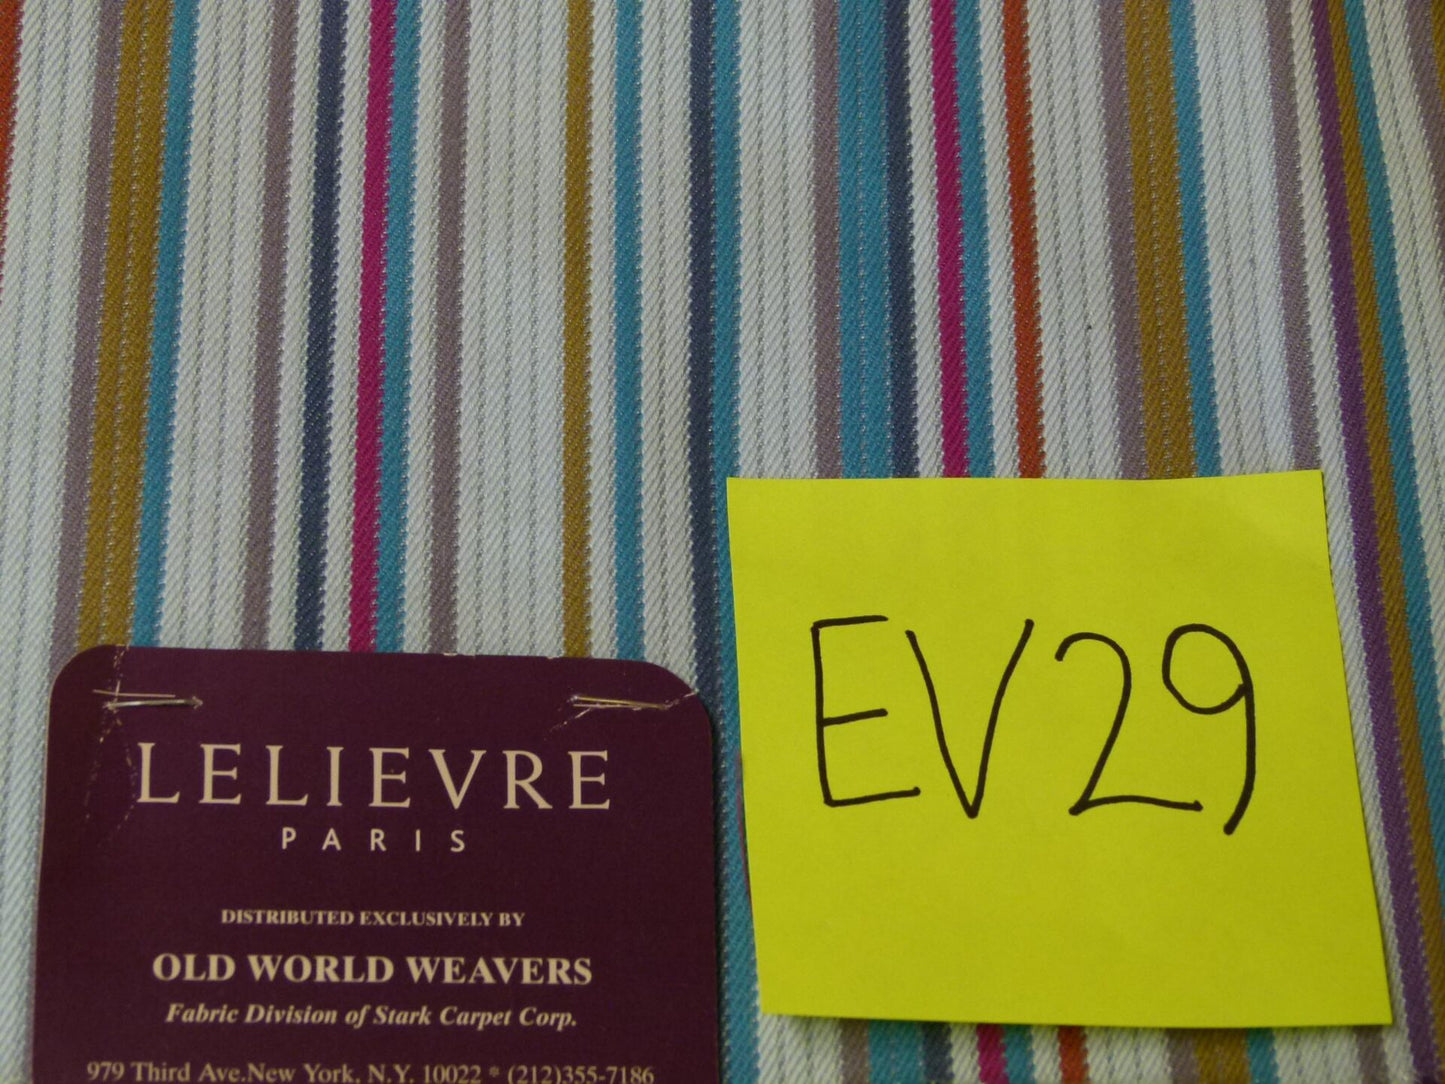 LELIEVRE
PARIS
DISTRIBUTED EXCLUSIVELY BY
OLD WORLD WEAVERS
Fabric Division of Stark Carpet Corp.
979 Third Ave.New York, N.Y. 10022 * (212)355-7186
EV29